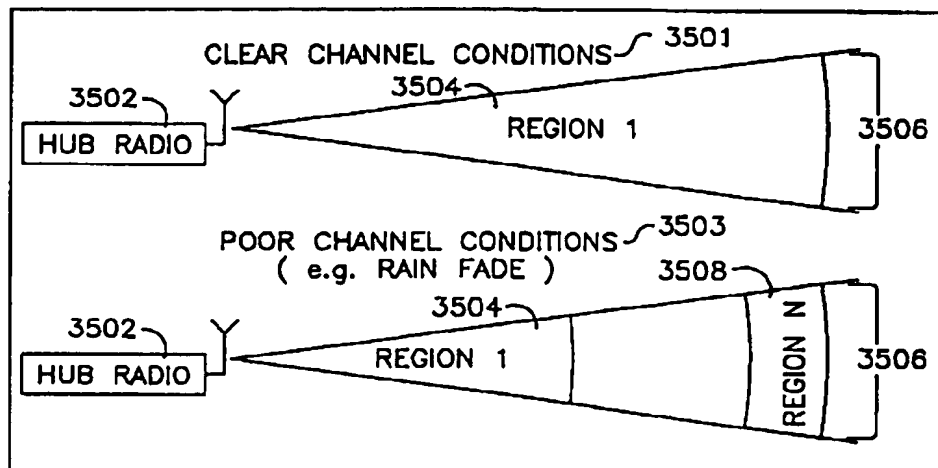 CLEAR CHANNEL CONDITIONS 3501
3504
3502
HUB RADIO
REGION 1
3506
POOR CHANNEL CONDITIONS 3503
( e.g. RAIN FADE )
3508
3504
3502
HUB RADIO
REGION 1
REGION N
3506